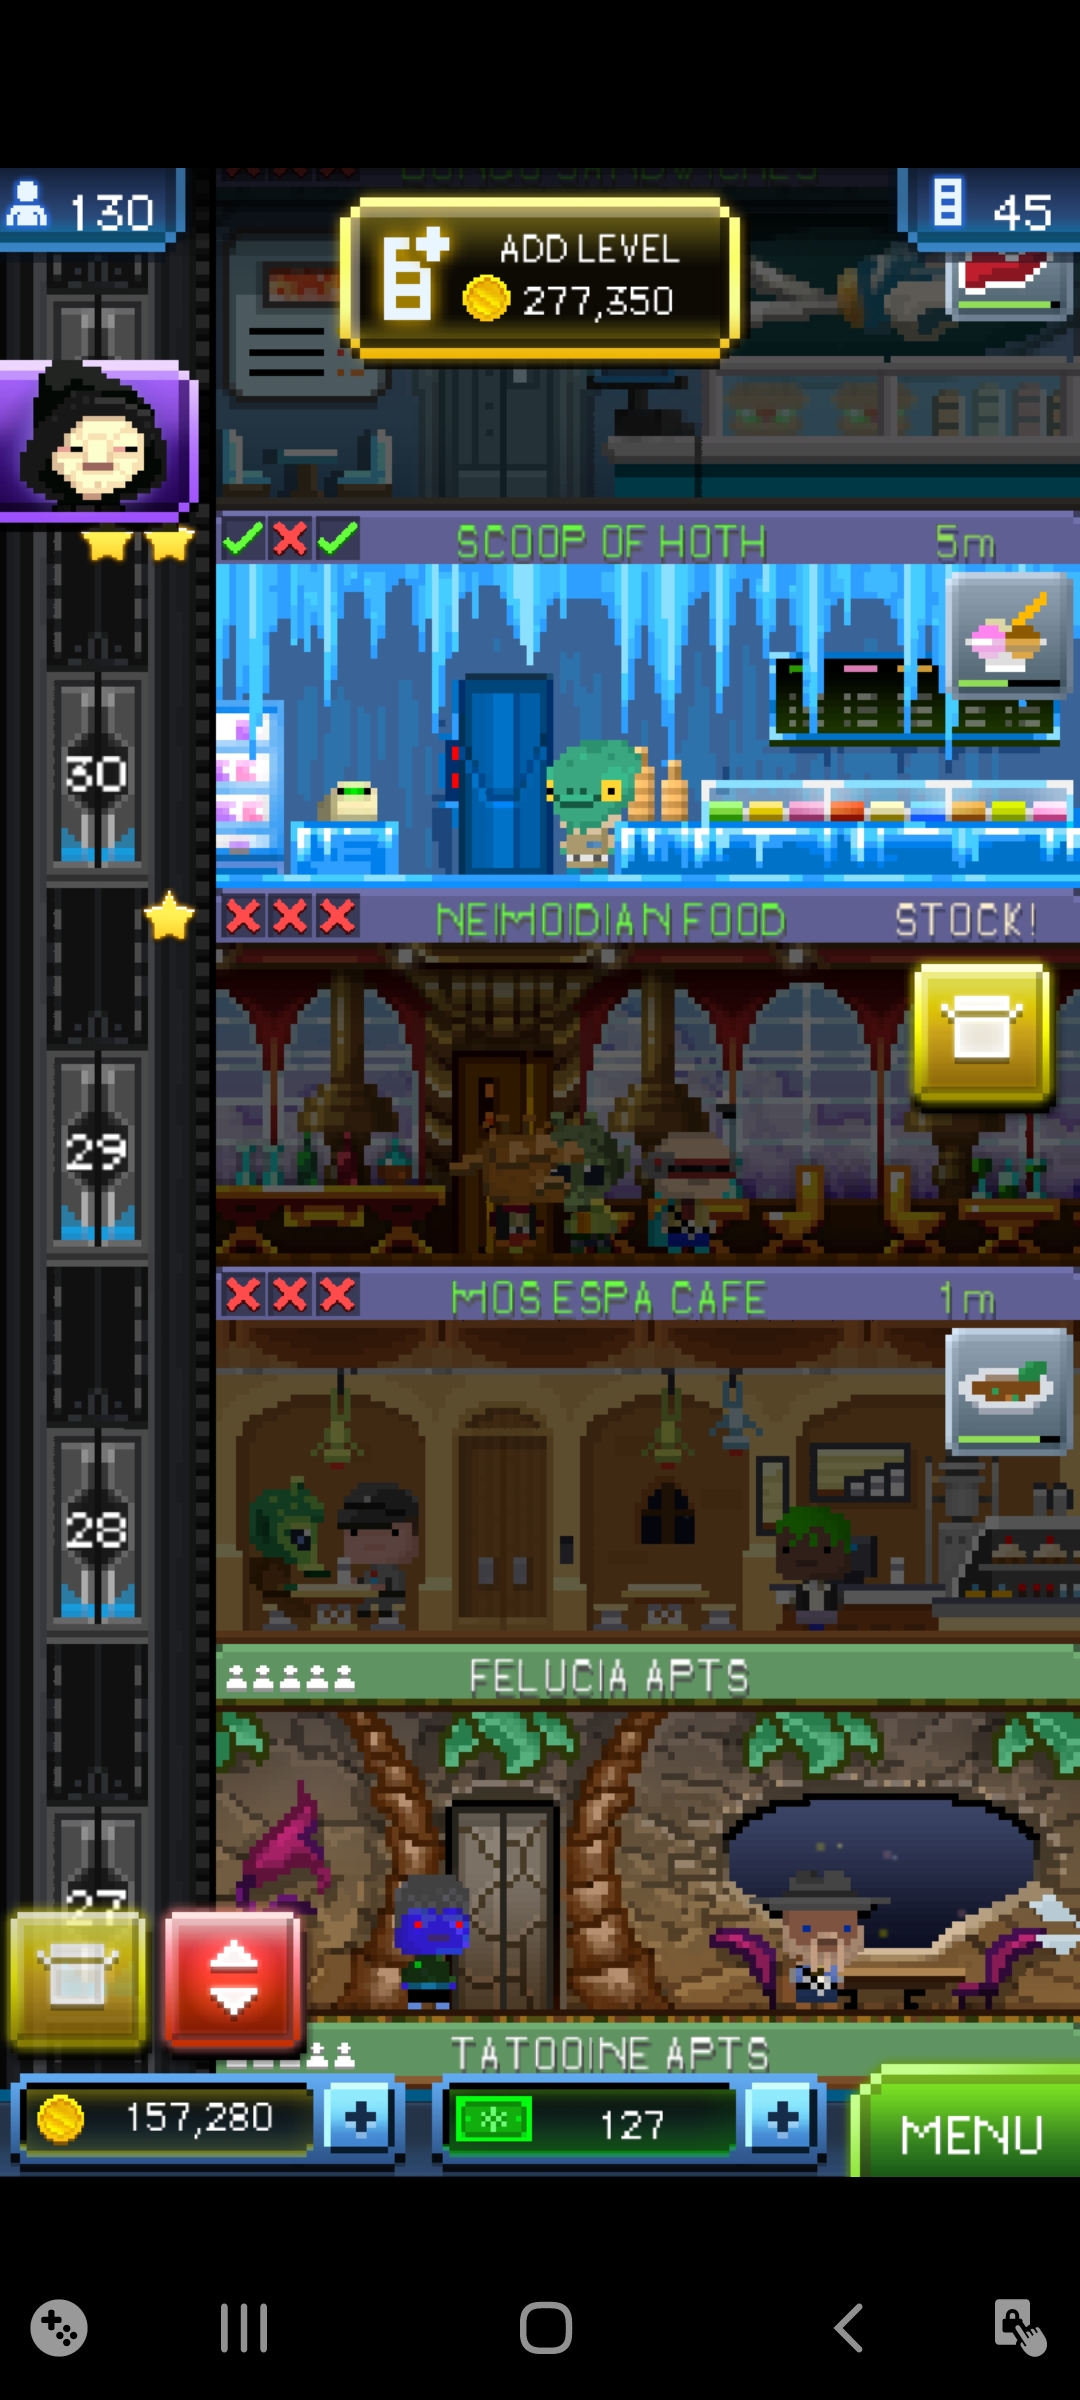 130
45
ADD LEVEL
277,350
SCOOP OF HOTH 5m
30
NEIMOIDIAN FOOD STOCK!
29
MOS ESPA CAFE 1m
28
FELUCIA APTS
27
TATOOINE APTS
157,280
127
MENU